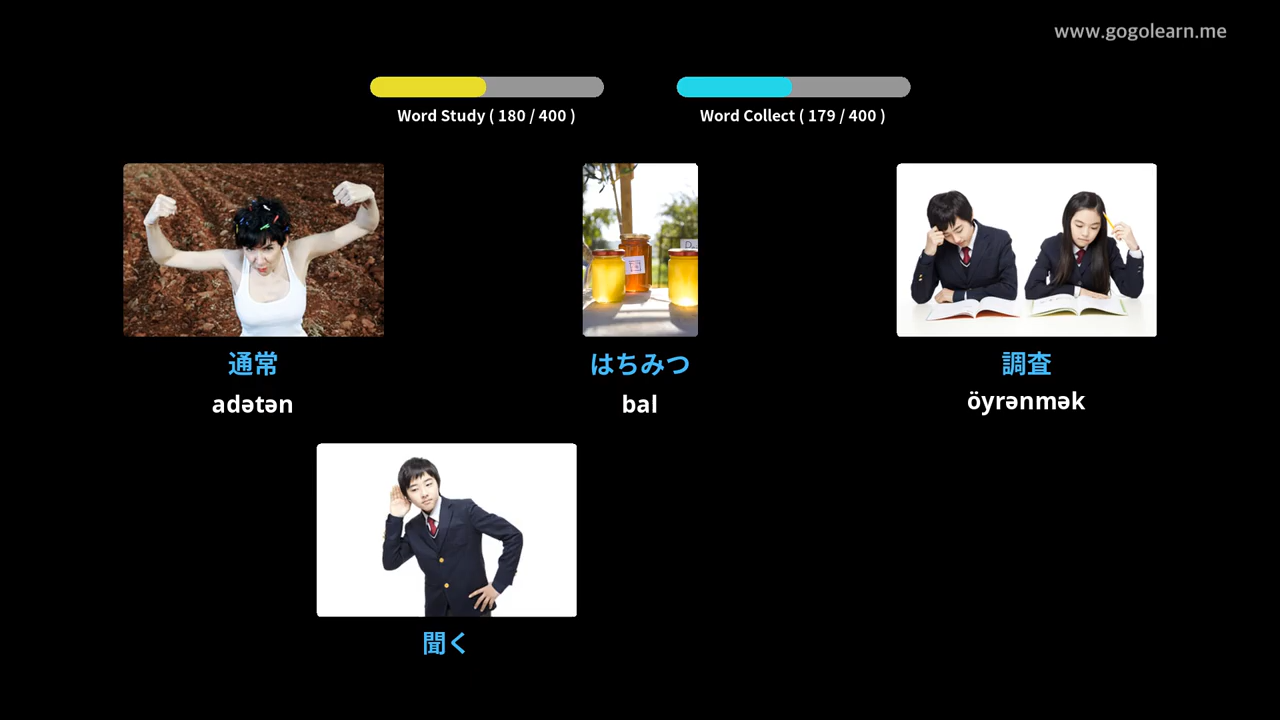 www.gogolearn.me
Word Study ( 180 / 400 )
Word Collect ( 179 / 400 )
通常
はちみつ
調査
adətən
bal
öyrənmək
聞く